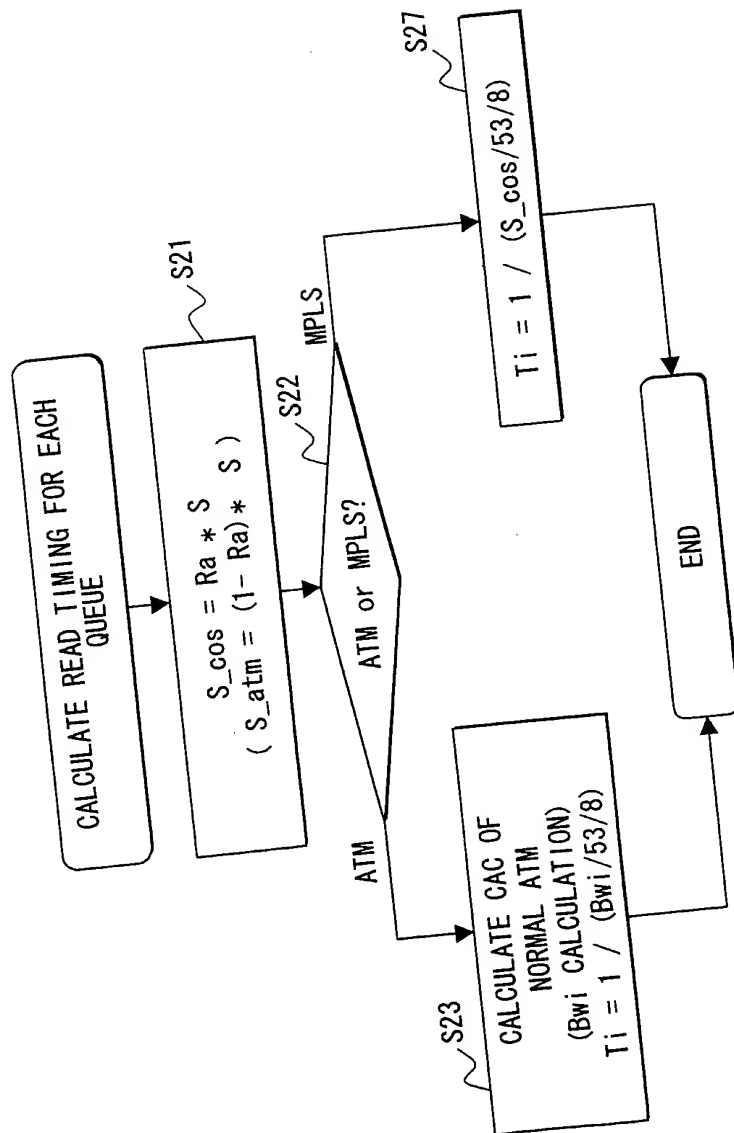 CALCULATE READ TIMING FOR EACH
QUEUE
S21
S_cos = Ra * S
( S_atm = (1- Ra)* S )
S22
ATM or MPLS?
ATM
MPLS
S23
CALCULATE CAC OF
NORMAL ATM
(Bwi CALCULATION)
Ti = 1 / (Bwi/53/8)
S27
Ti = 1 / (S_cos/53/8)
END